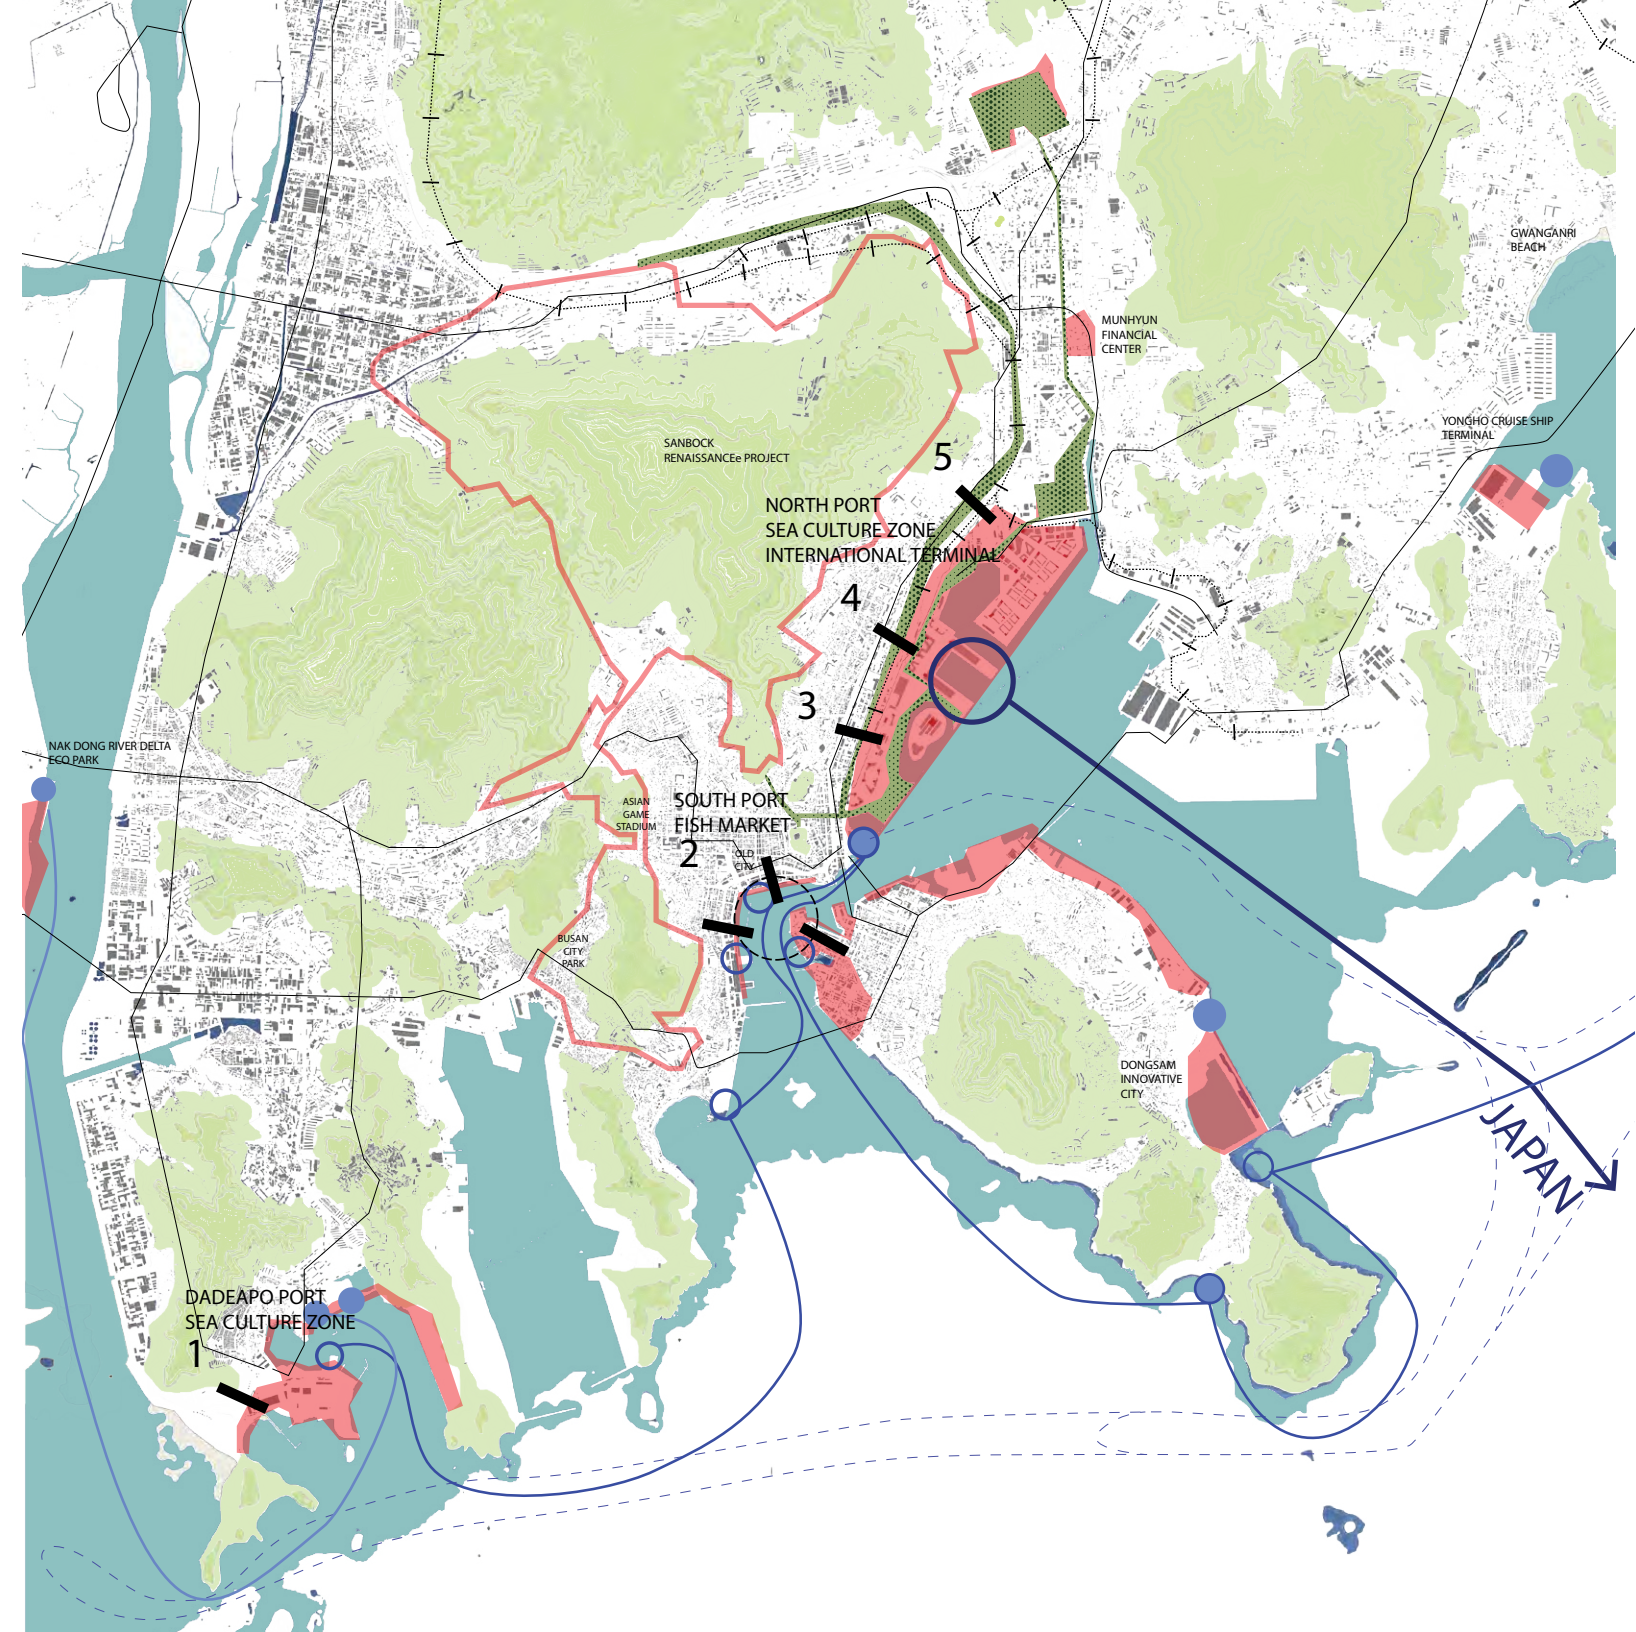 GWANGANRI
BEACH
MUNHYUN
FINANCIAL
CENTER
YONGHO CRUISE SHIP
TERMINAL
SANBOCK
RENAISSANCEe PROJECT
5
NORTH PORT
SEA CULTURE ZONE
INTERNATIONAL TERMINAL
4
3
NAK DONG RIVER DELTA
ECO PARK
ASIAN
GAME
STADIUM
SOUTH PORT
FISH MARKET
2
OLD
CITY
BUSAN
CITY
PARK
DONGSAM
INNOVATIVE
CITY
JAPAN
DADEAPO PORT
SEA CULTURE ZONE
1